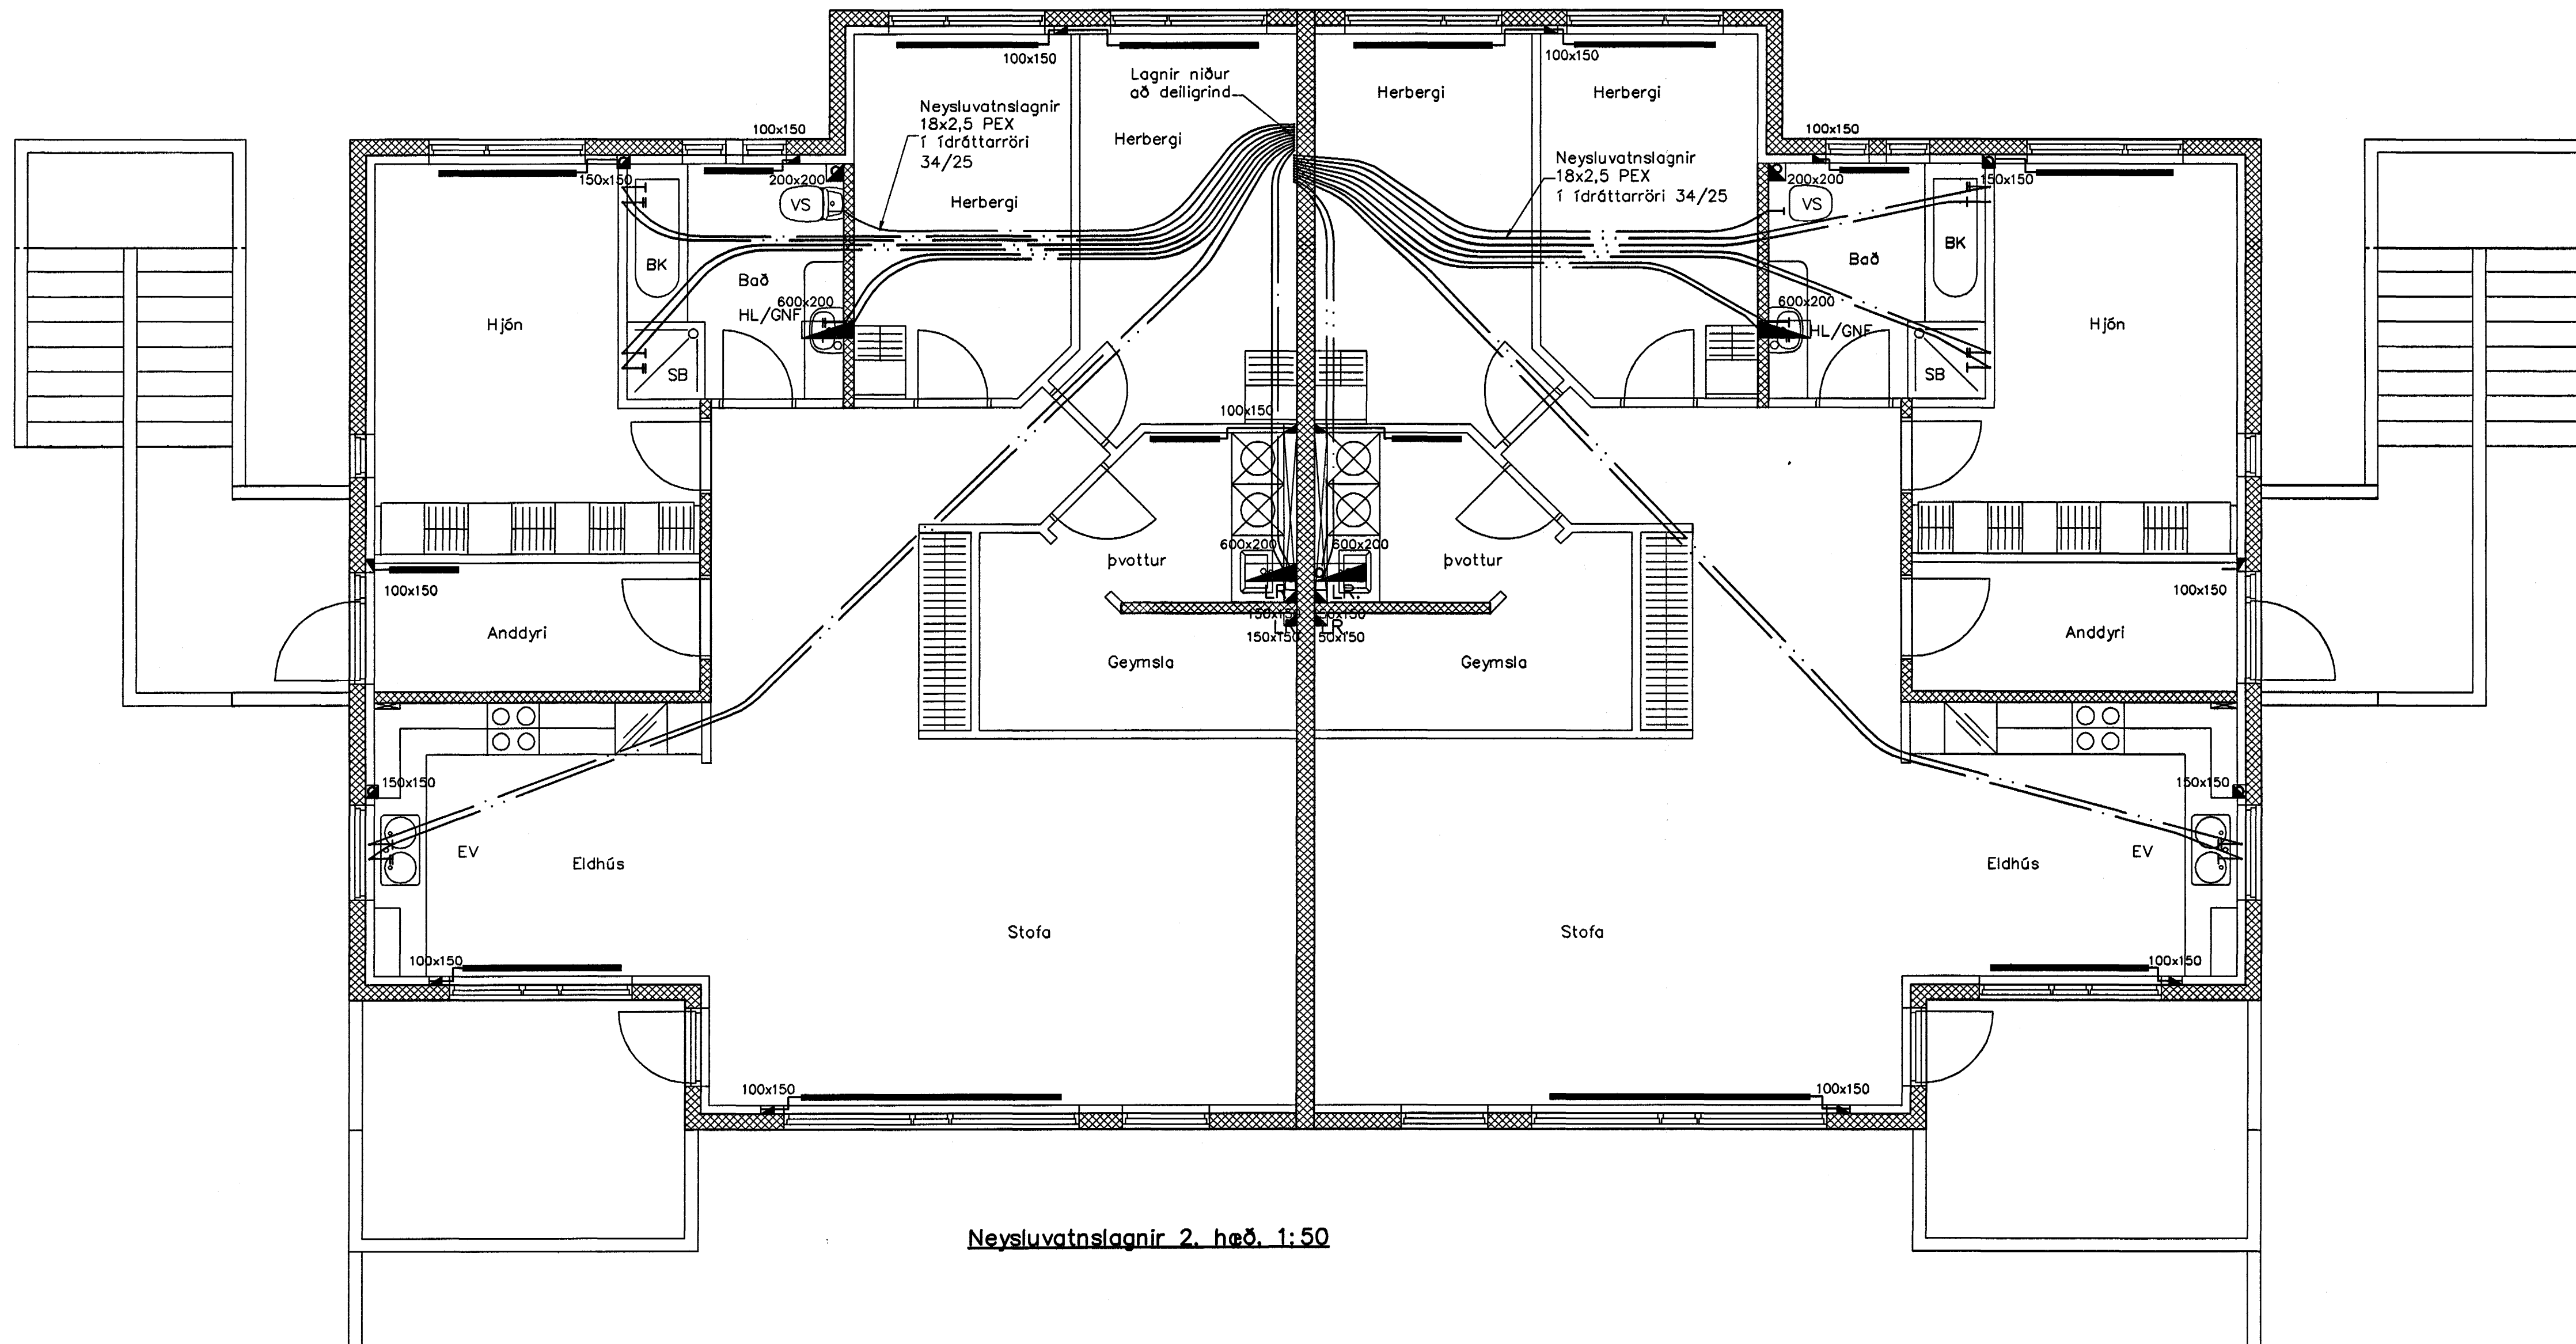 100x150
100x150
Lagnir niður
að deiligrind
Herbergi
Herbergi
Neysluvatnslagnir
18x2,5 PEX
í ídráttarröri
34/25
Herbergi
100x150
100x150
Neysluvatnslagnir
18x2,5 PEX
í ídráttarröri 34/25
150x150
200x200
200x200
150x150
VS
VS
Herbergi
BK
BK
Bað
Bað
600x200
600x200
HL/GNF
HL/GNF
Hjón
Hjón
SB
SB
100x150
600x200
600x200
þvottur
þvottur
LR
LR.
100x150
100x150
150x150
150x150
LR
LR
Anddyri
Anddyri
Geymsla
Geymsla
150x150
150x150
EV
EV
Eldhús
Eldhús
Stofa
Stofa
100x150
100x150
100x150
100x150
Neysluvatnslagnir 2. hæð. 1:50